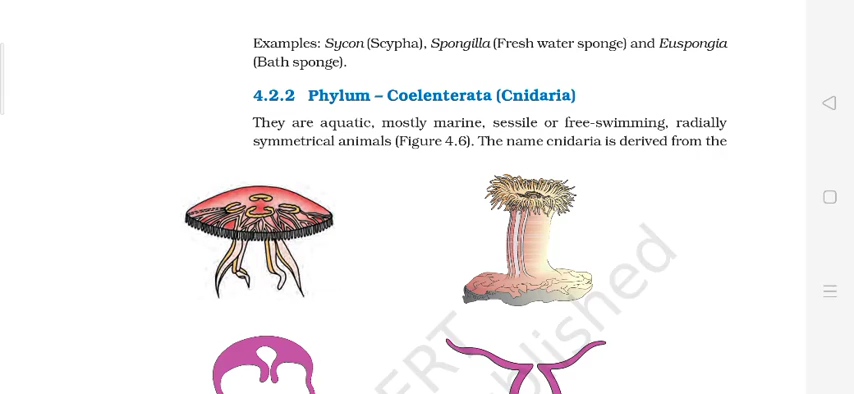 Examples: Sycon (Scypha), Spongilla (Fresh water sponge) and Euspongia
(Bath sponge).
4.2.2 Phylum – Coelenterata (Cnidaria)
They are aquatic, mostly marine, sessile or free-swimming, radially
symmetrical animals (Figure 4.6). The name cnidaria is derived from the